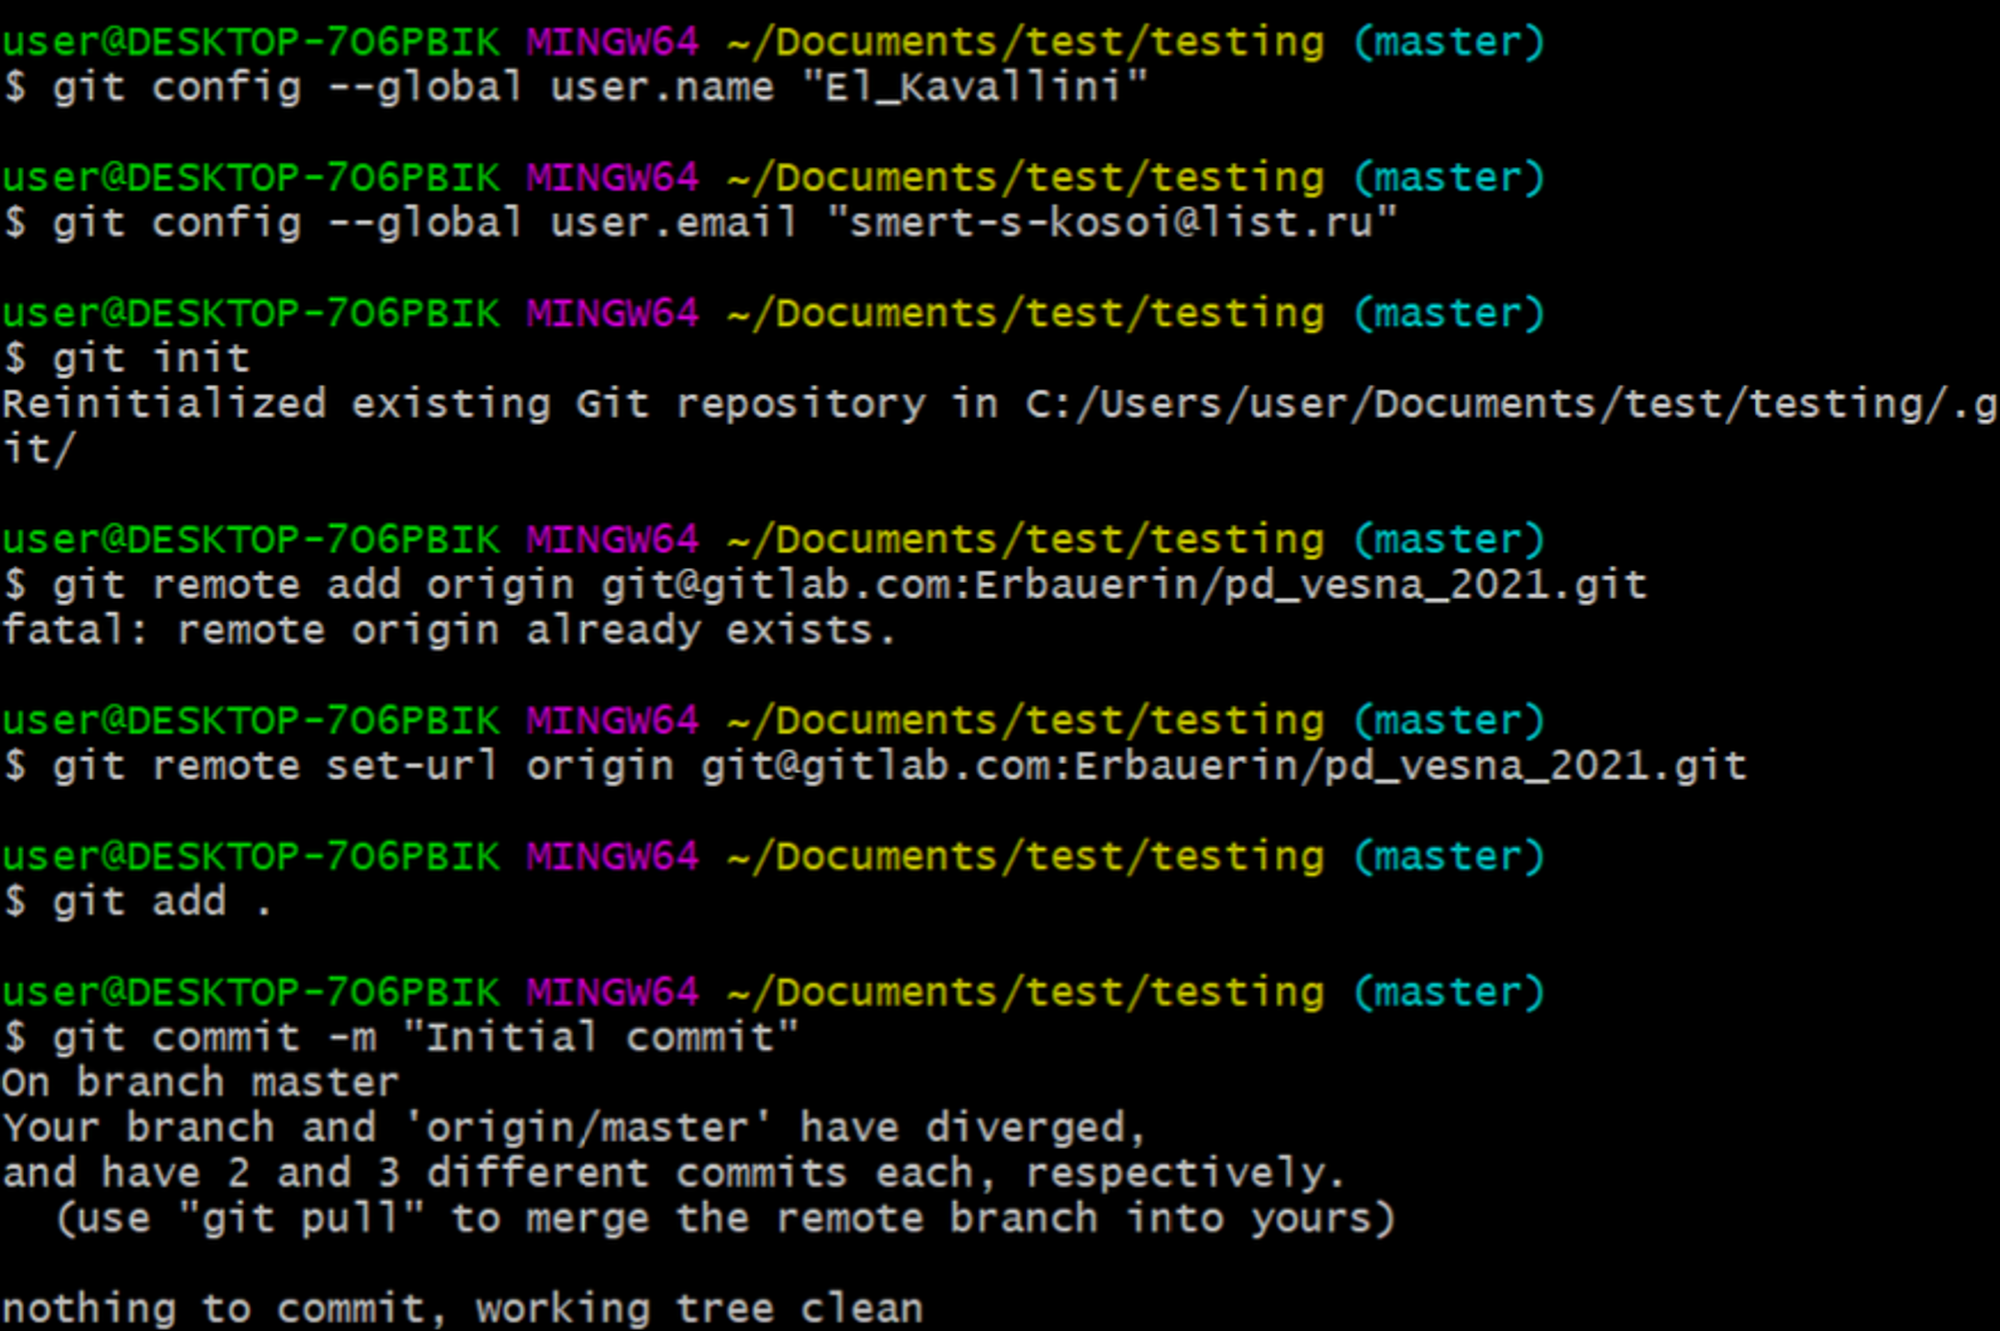 user@DESKTOP-7O6PBIK MINGW64 ~/Documents/test/testing (master)
$ git config --global user.name "El_Kavallini"
user@DESKTOP-7O6PBIK MINGW64 ~/Documents/test/testing (master)
$ git config --global user.email "smert-s-kosoi@list.ru"
user@DESKTOP-7O6PBIK MINGW64 ~/Documents/test/testing (master)
$ git init
Reinitialized existing Git repository in C:/Users/user/Documents/test/testing/.g
it/
user@DESKTOP-7O6PBIK MINGW64 ~/Documents/test/testing (master)
$ git remote add origin git@gitlab.com:Erbauerin/pd_vesna_2021.git
fatal: remote origin already exists.
user@DESKTOP-7O6PBIK MINGW64 ~/Documents/test/testing (master)
$ git remote set-url origin git@gitlab.com:Erbauerin/pd_vesna_2021.git
user@DESKTOP-7O6PBIK MINGW64 ~/Documents/test/testing (master)
$ git add .
user@DESKTOP-7O6PBIK MINGW64 ~/Documents/test/testing (master)
$ git commit -m "Initial commit"
On branch master
Your branch and 'origin/master' have diverged,
and have 2 and 3 different commits each, respectively.
  (use "git pull" to merge the remote branch into yours)
nothing to commit, working tree clean